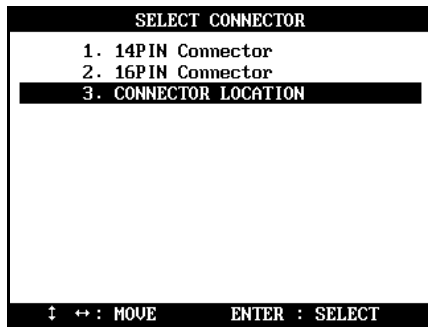 SELECT CONNECTOR
1. 14PIN Connector
2. 16PIN Connector
3. CONNECTOR LOCATION
↕ ↔: MOVE ENTER : SELECT